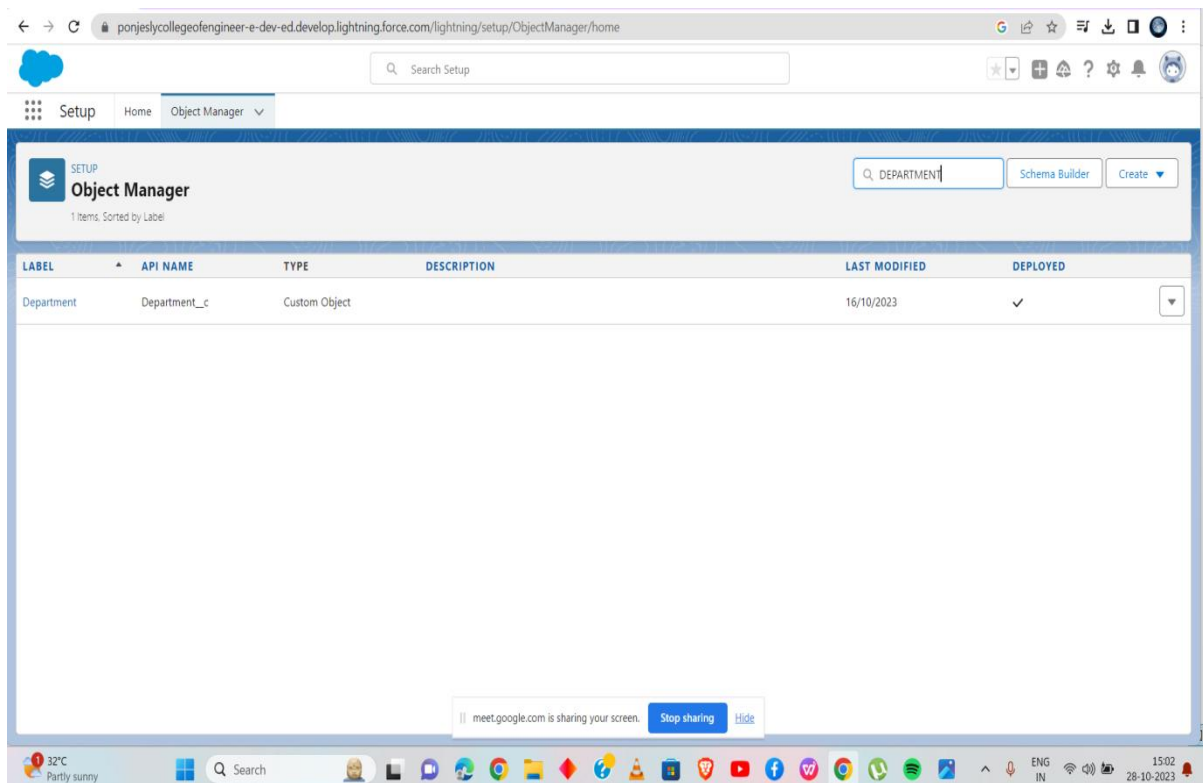 ponjeslycollegeofengineer-e-dev-ed.develop.lightning.force.com/lightning/setup/ObjectManager/home
Search Setup
Setup Home Object Manager
SETUP
Object Manager
1 Items, Sorted by Label
DEPARTMENT
Schema Builder
Create
LABEL API NAME TYPE DESCRIPTION LAST MODIFIED DEPLOYED
Department Department__c Custom Object 16/10/2023
meet.google.com is sharing your screen. Stop sharing Hide
1
32°C
Partly sunny
Search
ENG
IN
15:02
28-10-2023